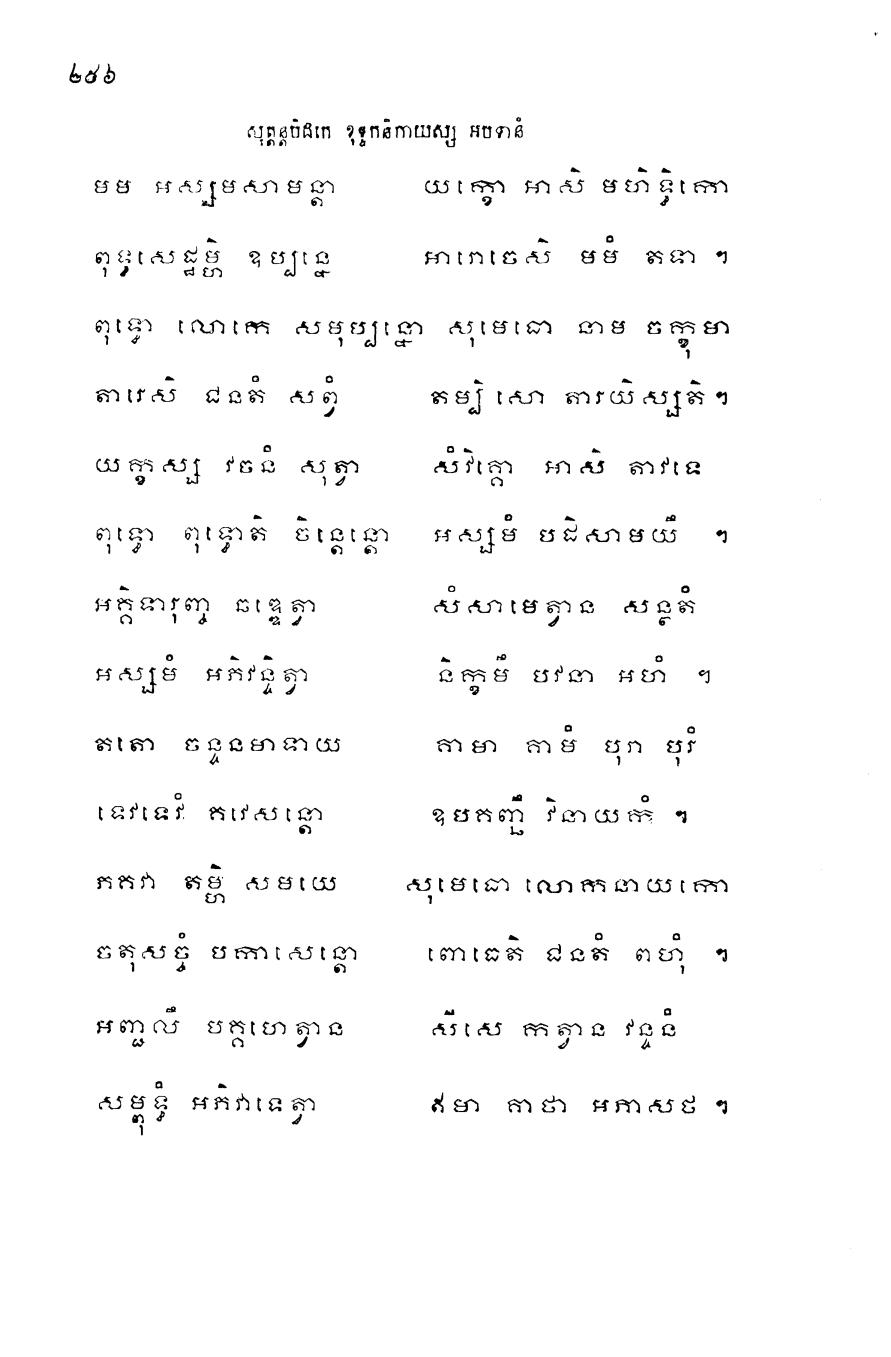 ២៥៦
សុត្តន្តបិដកេ ខុទ្ទកនិកាយស្ស អបទានំ
មម អស្សមសាមន្តា យក្ខោ អាសិ មហិទ្ធិកោ
ពុទ្ធសេដ្ឋម្ហិ ឧប្បន្នេ អារោចេសិ មមំ តទា ។
ពុទ្ធោ លោកេ សមុប្បន្នោ សុមេធោ នាម ចក្ខុមា
តារេសិ ជនតំ សព្វំ តម្បិ សោ តារយិស្សតិ ។
យក្ខស្ស វចនំ សុត្វា សំវិគ្គោ អាសិ តាវទេ
ពុទ្ធោ ពុទ្ធោតិ ចិន្តេន្តោ អស្សមំ បដិសាមយឹ ។
អគ្គិទារុញ្ច ឆឌ្ឌេត្វា សំសាមេត្វាន សន្ថតំ
អស្សមំ អភិវន្ទិត្វា និក្ខមឹ បវនា អហំ ។
តតោ ចន្ទនមាទាយ គាមា គាមំ បុរា បុរំ
ទេវទេវំ គវេសន្តោ ឧបគញ្ឆឹ វិនាយកំ ។
ភគវា តម្ហិ សមយេ សុមេធោ លោកនាយកោ
ចតុសច្ចំ បកាសេន្តោ ពោធេតិ ជនតំ ពហុំ ។
អញ្ជលឹ បគ្គហេត្វាន សីសេ កត្វាន វន្ទនំ
សម្ពុទ្ធំ អភិវាទេត្វា ឥមា គាថា អភាសថ ។